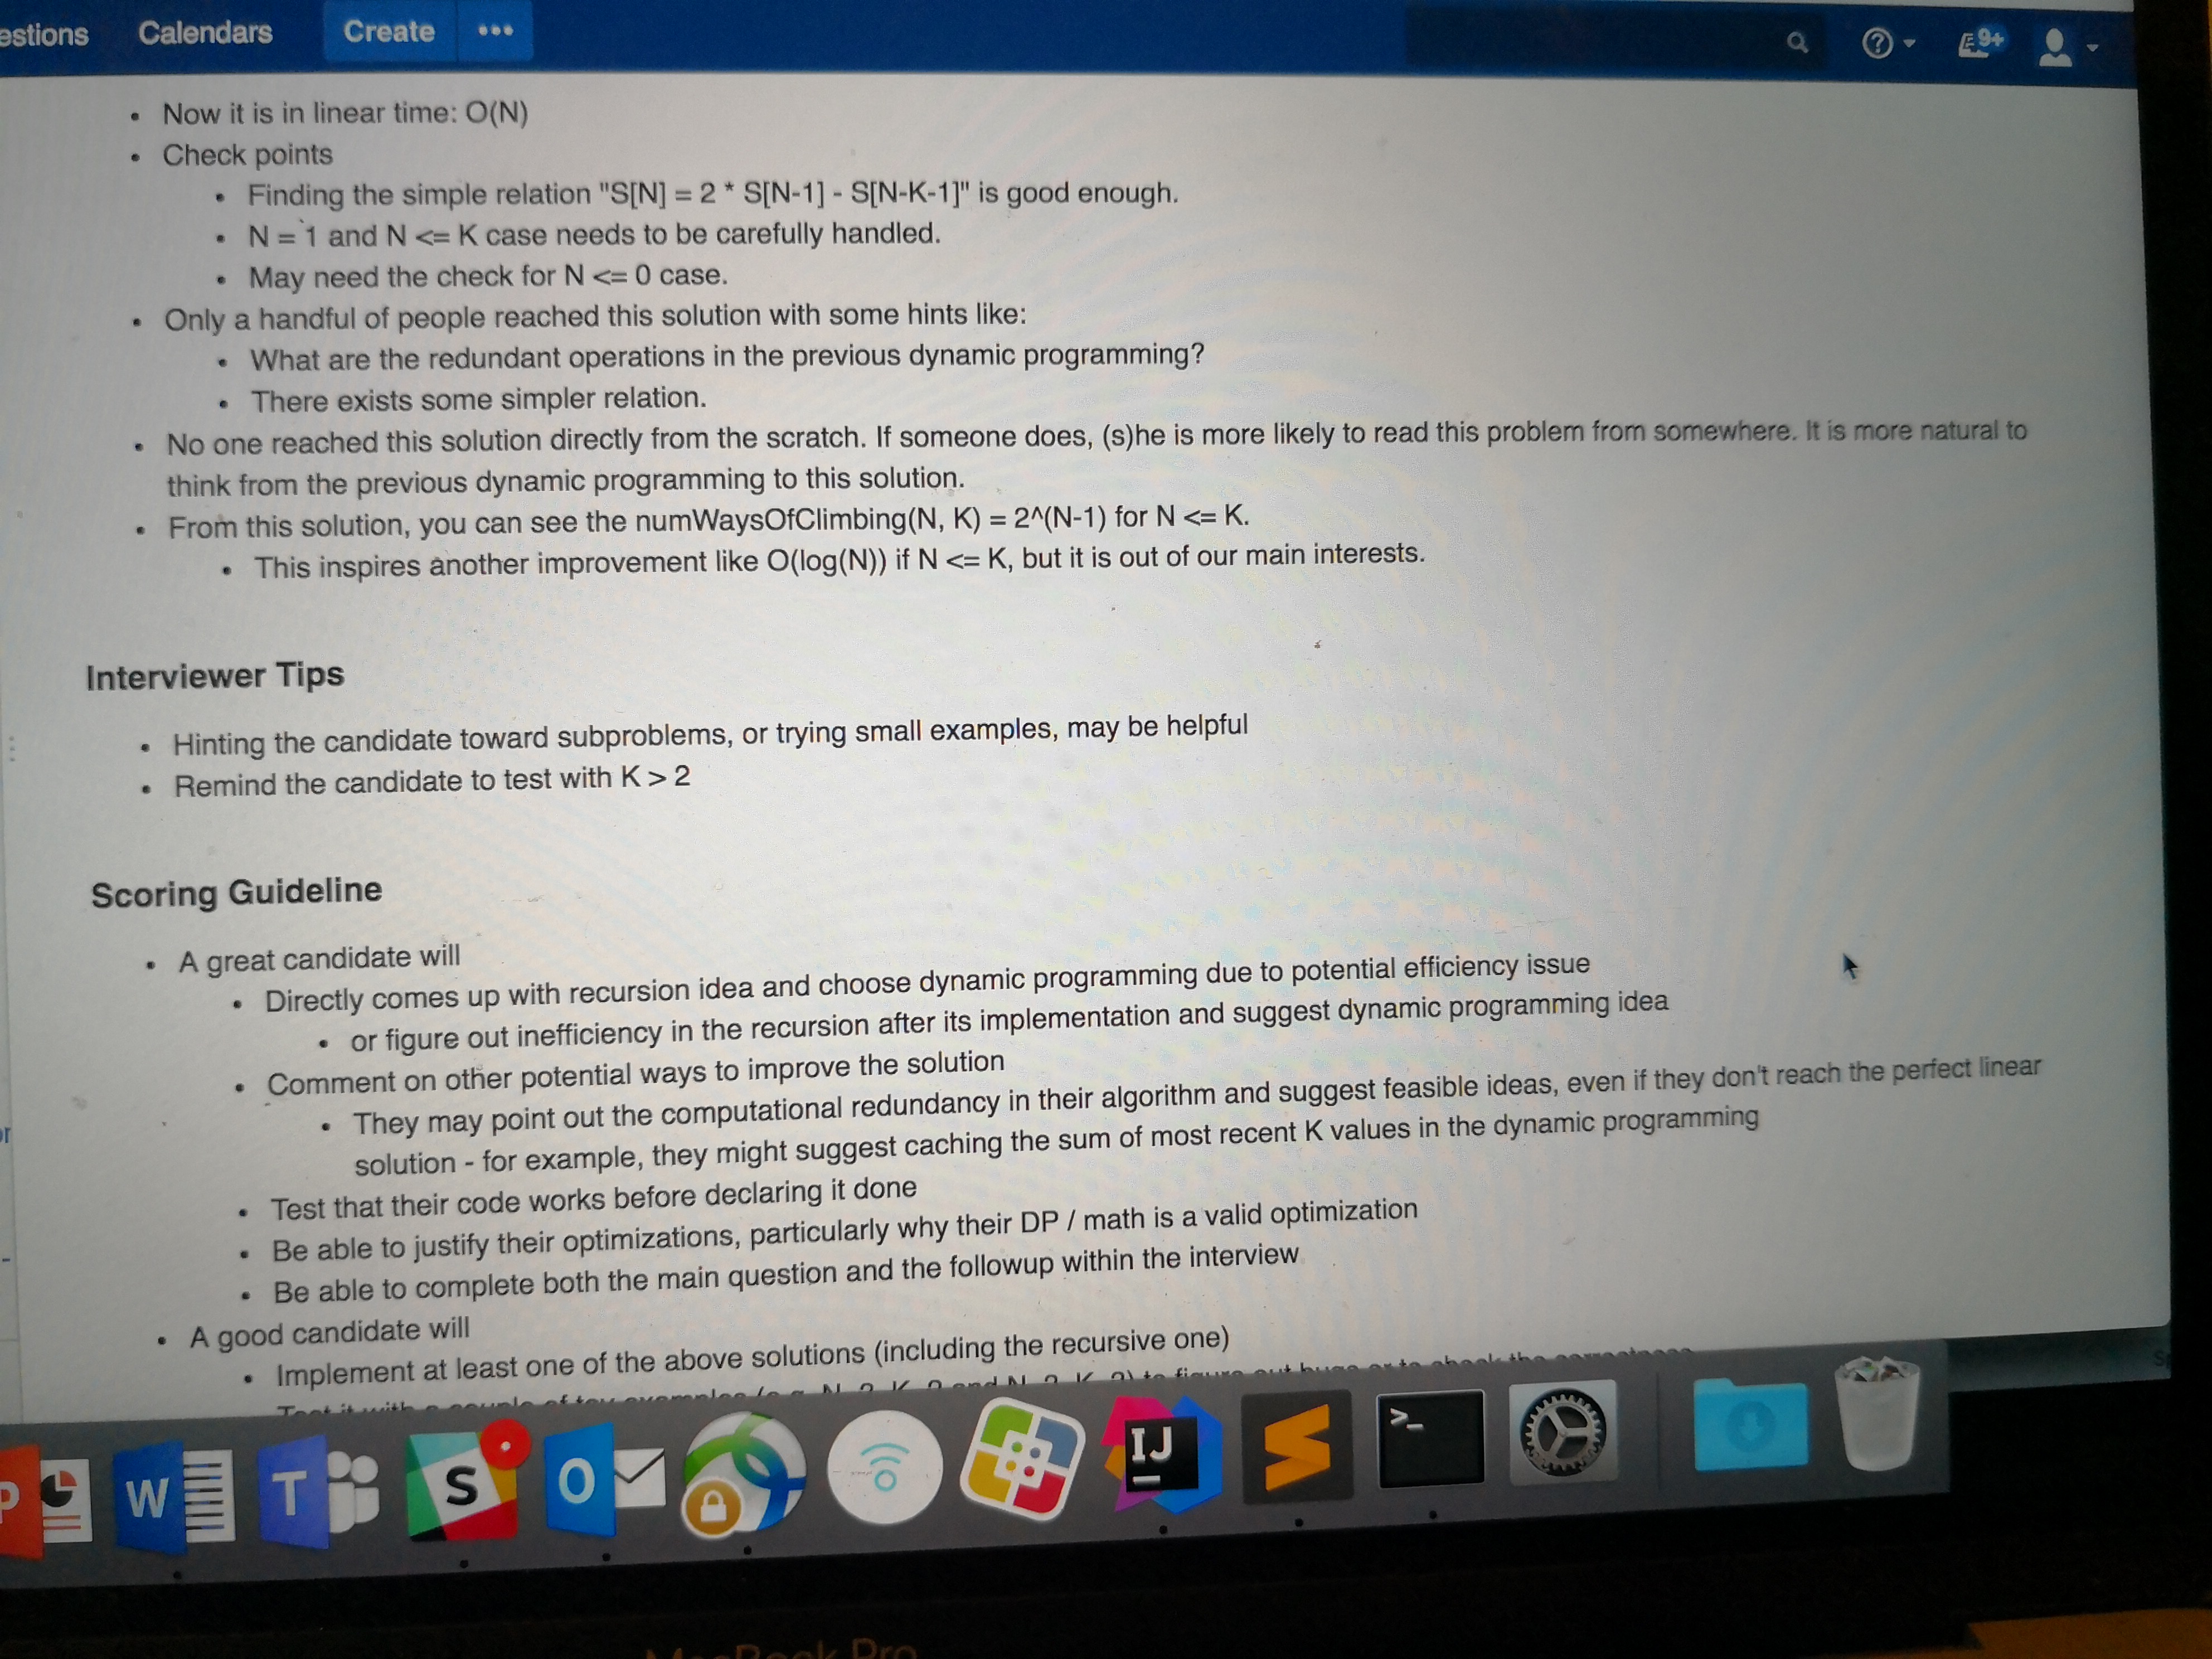 estions Calendars Create •••
9+
• Now it is in linear time: O(N)
• Check points
• Finding the simple relation "S[N] = 2 * S[N-1] - S[N-K-1]" is good enough.
• N = 1 and N <= K case needs to be carefully handled.
• May need the check for N <= 0 case.
• Only a handful of people reached this solution with some hints like:
• What are the redundant operations in the previous dynamic programming?
• There exists some simpler relation.
• No one reached this solution directly from the scratch. If someone does, (s)he is more likely to read this problem from somewhere. It is more natural to
think from the previous dynamic programming to this solution.
• From this solution, you can see the numWaysOfClimbing(N, K) = 2^(N-1) for N <= K.
• This inspires another improvement like O(log(N)) if N <= K, but it is out of our main interests.
Interviewer Tips
• Hinting the candidate toward subproblems, or trying small examples, may be helpful
• Remind the candidate to test with K > 2
Scoring Guideline
• A great candidate will
• Directly comes up with recursion idea and choose dynamic programming due to potential efficiency issue
• or figure out inefficiency in the recursion after its implementation and suggest dynamic programming idea
• Comment on other potential ways to improve the solution
• They may point out the computational redundancy in their algorithm and suggest feasible ideas, even if they don't reach the perfect linear
solution - for example, they might suggest caching the sum of most recent K values in the dynamic programming
• Test that their code works before declaring it done
• Be able to justify their optimizations, particularly why their DP / math is a valid optimization
• Be able to complete both the main question and the followup within the interview
• A good candidate will
• Implement at least one of the above solutions (including the recursive one)
P W T S O IJ >_
MacBook Pro